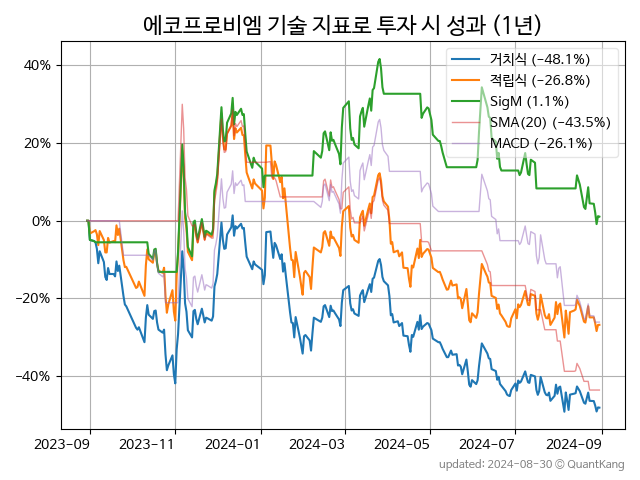 에코프로비엠 기술 지표로 투자 시 성과 (1년)
거치식 (−48.1%)
적립식 (−26.8%)
SigM (1.1%)
SMA(20) (−43.5%)
MACD (−26.1%)
40%
20%
0%
−20%
−40%
2023-09 2023-11 2024-01 2024-03 2024-05 2024-07 2024-09
updated: 2024-08-30 © QuantKang